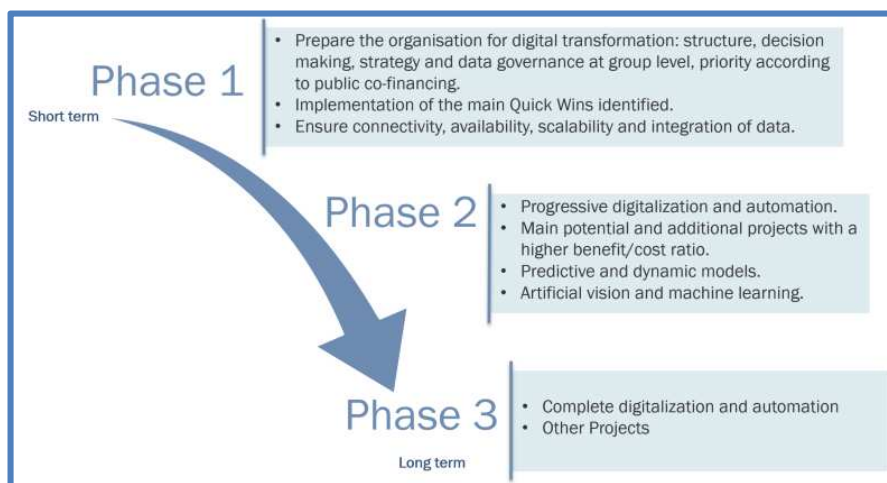 Phase 1
Short term
• Prepare the organisation for digital transformation: structure, decision
making, strategy and data governance at group level, priority according
to public co-financing.
• Implementation of the main Quick Wins identified.
• Ensure connectivity, availability, scalability and integration of data.
Phase 2
• Progressive digitalization and automation.
• Main potential and additional projects with a
higher benefit/cost ratio.
• Predictive and dynamic models.
• Artificial vision and machine learning.
Phase 3
Long term
• Complete digitalization and automation
• Other Projects